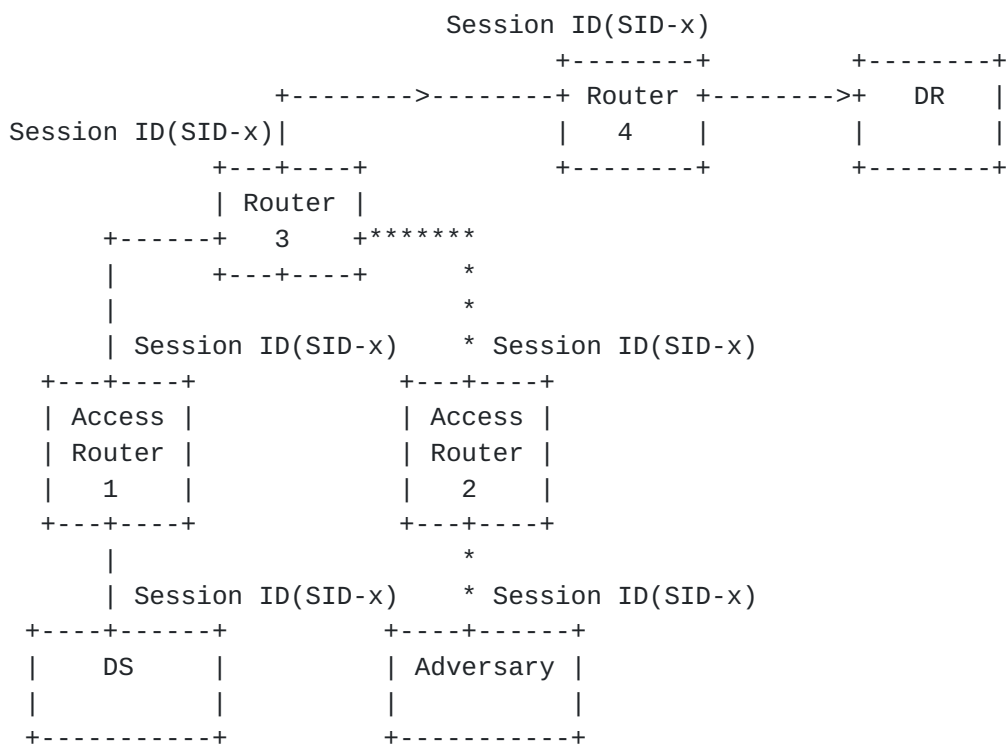 Session ID(SID-x)
+--------+ +--------+
+-------->--------+ Router +-------->+ DR |
Session ID(SID-x)| | 4 | | |
+---+----+ +--------+ +--------+
| Router |
+------+ 3 +*******
| +---+----+ *
| *
| Session ID(SID-x) * Session ID(SID-x)
+---+----+ +---+----+
| Access | | Access |
| Router | | Router |
| 1 | | 2 |
+---+----+ +---+----+
| *
| Session ID(SID-x) * Session ID(SID-x)
+----+------+ +----+------+
| DS | | Adversary |
| | | |
+-----------+ +-----------+